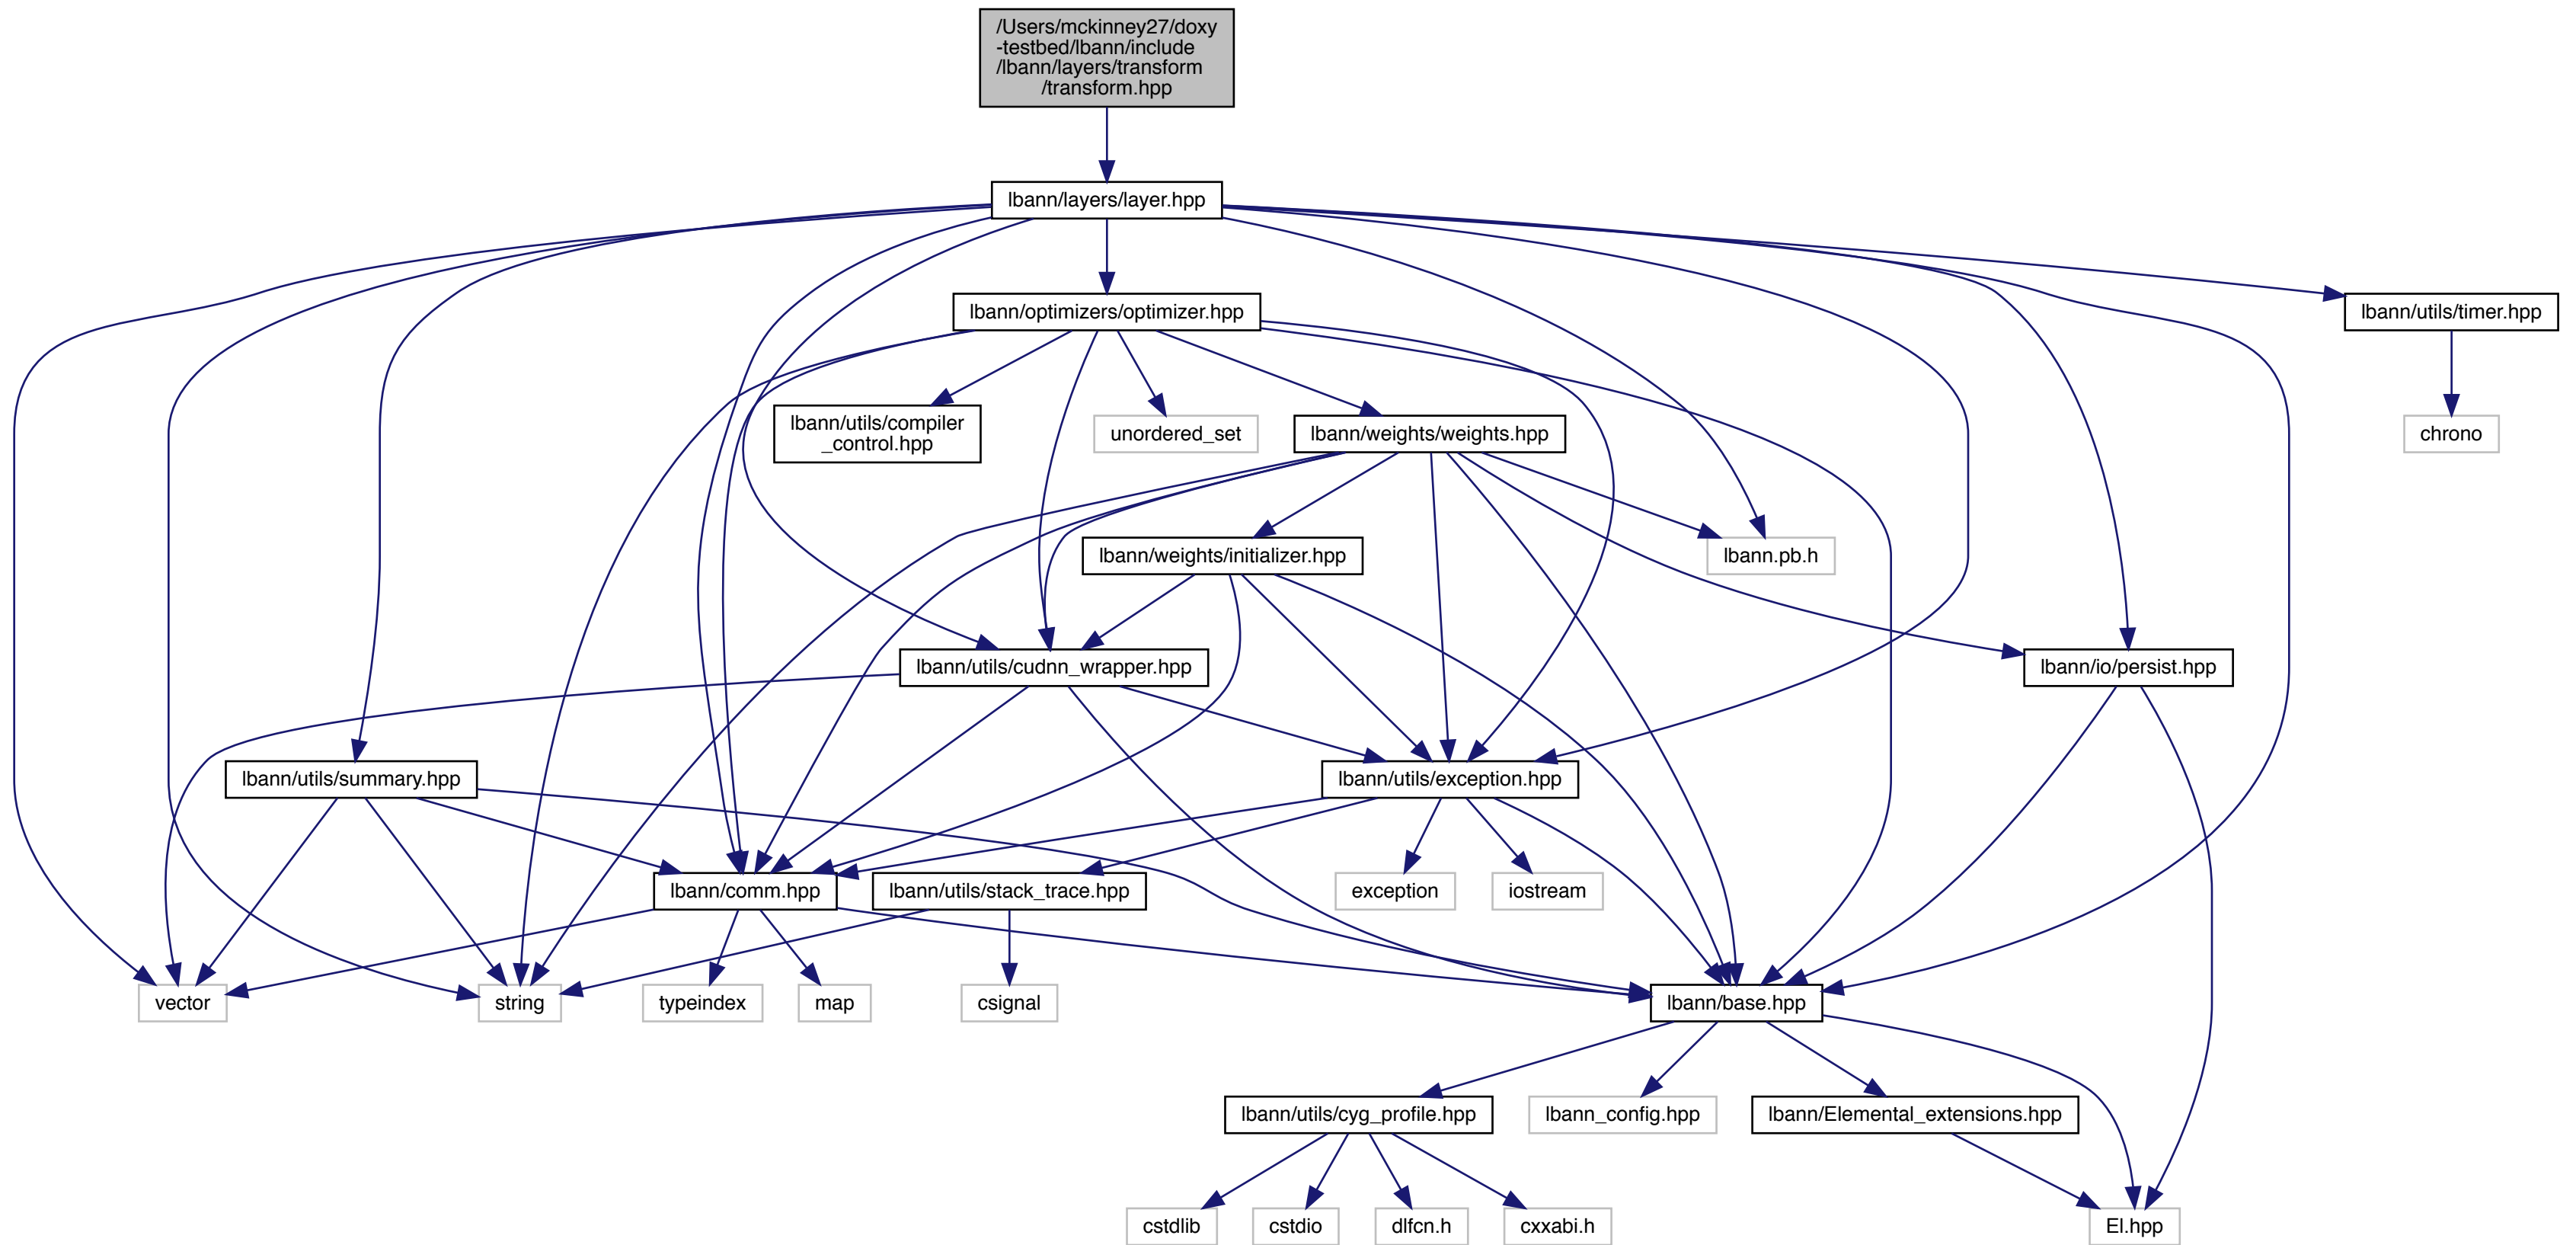 /Users/mckinney27/doxy
-testbed/lbann/include
/lbann/layers/transform
/transform.hpp
lbann/layers/layer.hpp
lbann/optimizers/optimizer.hpp
lbann/utils/timer.hpp
lbann/utils/compiler
_control.hpp
unordered_set
lbann/weights/weights.hpp
chrono
lbann/weights/initializer.hpp
lbann.pb.h
lbann/utils/cudnn_wrapper.hpp
lbann/io/persist.hpp
lbann/utils/summary.hpp
lbann/utils/exception.hpp
lbann/comm.hpp
lbann/utils/stack_trace.hpp
exception
iostream
vector
string
typeindex
map
csignal
lbann/base.hpp
lbann/utils/cyg_profile.hpp
lbann_config.hpp
lbann/Elemental_extensions.hpp
cstdlib
cstdio
dlfcn.h
cxxabi.h
El.hpp